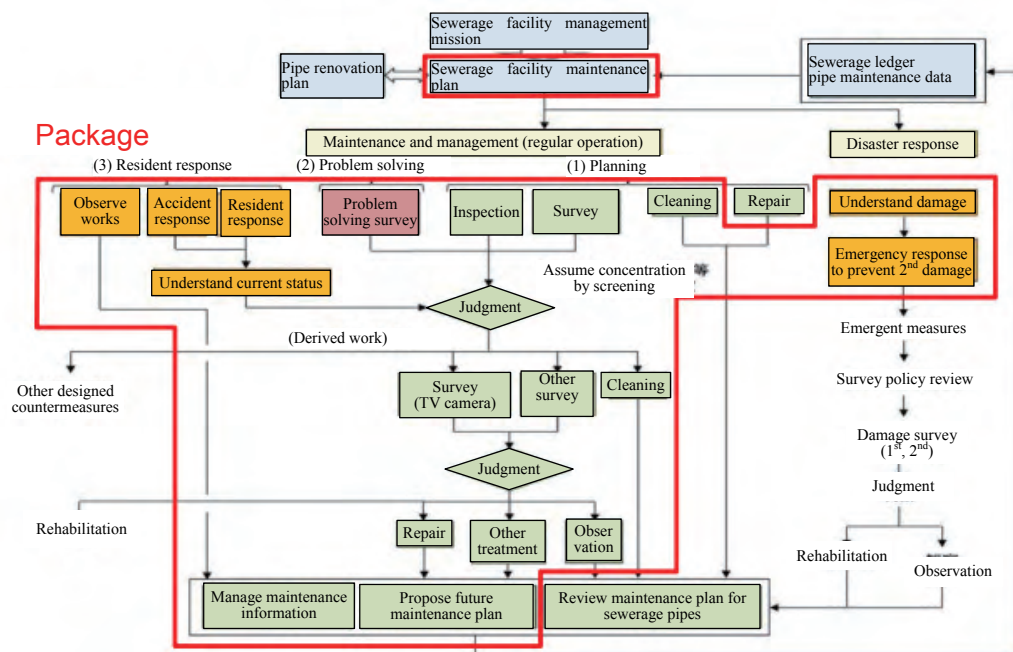 Sewerage facility management
mission
Pipe renovation
plan
Sewerage facility maintenance
plan
Sewerage ledger
pipe maintenance data
Package
Maintenance and management (regular operation)
Disaster response
(3) Resident response
(2) Problem solving
(1) Planning
Observe
works
Accident
response
Resident
response
Problem
solving survey
Inspection
Survey
Cleaning
Repair
Understand damage
Understand current status
Assume concentration 等
by screening
Emergency response
to prevent 2nd damage
Judgment
Emergent measures
(Derived work)
Other designed
countermeasures
Survey
(TV camera)
Other
survey
Cleaning
Survey policy review
Damage survey
(1st, 2nd)
Judgment
Judgment
Rehabilitation
Repair
Other
treatment
Obser
vation
Rehabilitation
Observation
Manage maintenance
information
Propose future
maintenance plan
Review maintenance plan for
sewerage pipes